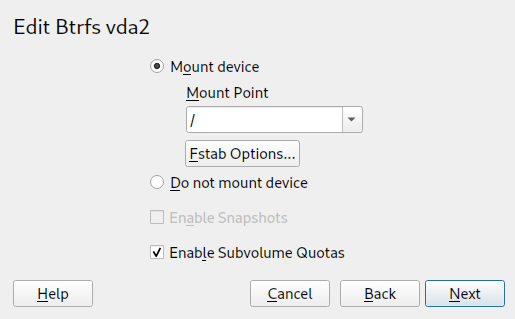 Edit Btrfs vda2
Mount device
Mount Point
/
Fstab Options...
Do not mount device
Enable Snapshots
Enable Subvolume Quotas
Help Cancel Back Next